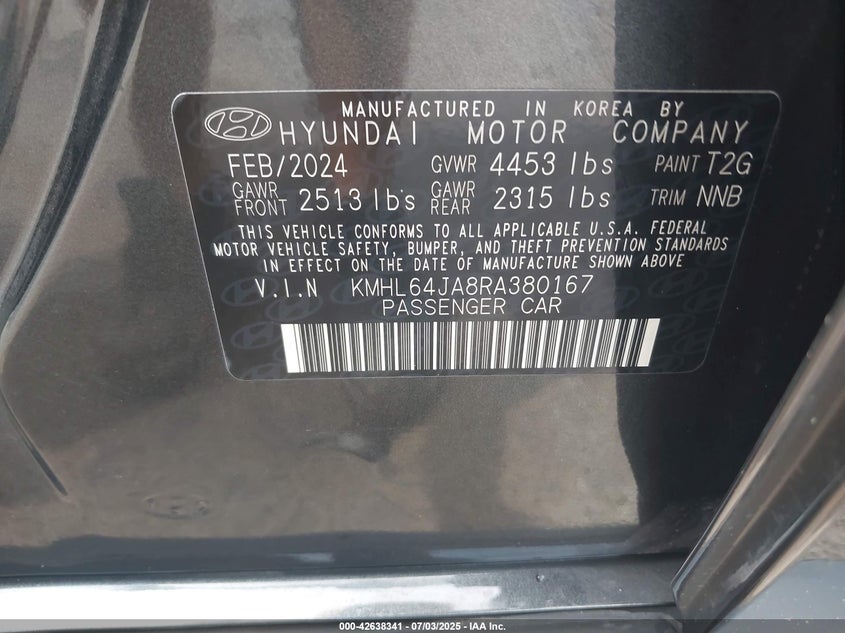 MANUFACTURED IN KOREA BY
HYUNDAI MOTOR COMPANY
FEB/2024 GVWR 4453 lbs PAINT T2G
GAWR FRONT 2513 lbs GAWR REAR 2315 lbs TRIM NNB
THIS VEHICLE CONFORMS TO ALL APPLICABLE U.S.A. FEDERAL
MOTOR VEHICLE SAFETY, BUMPER, AND THEFT PREVENTION STANDARDS
IN EFFECT ON THE DATE OF MANUFACTURE SHOWN ABOVE
V.I.N KMHL64JA8RA380167
PASSENGER CAR
000-42638341 - 07/03/2025 - IAA Inc.